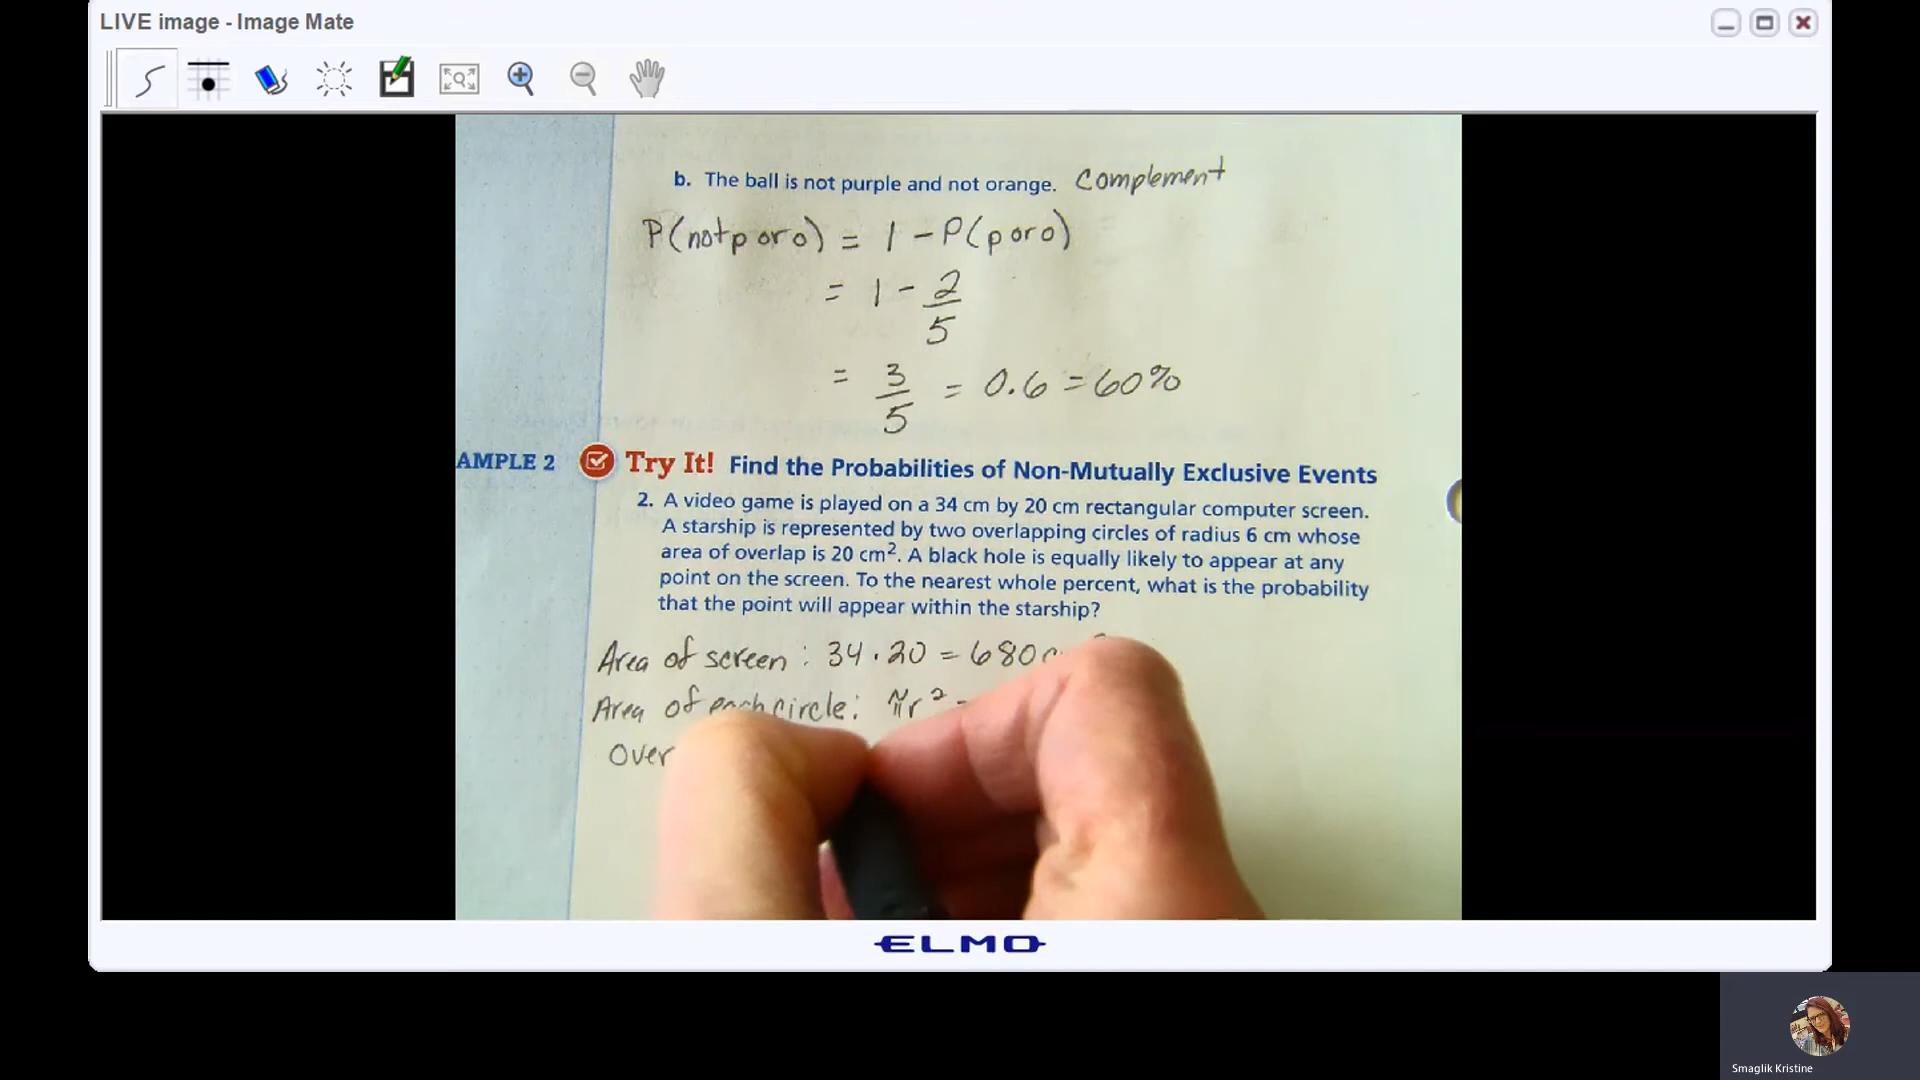 LIVE image - Image Mate
b. The ball is not purple and not orange. Complement
P(not p or o) = 1 - P(p or o)
= 1 - 2/5
= 3/5 = 0.6 = 60%
AMPLE 2 Try It! Find the Probabilities of Non-Mutually Exclusive Events
2. A video game is played on a 34 cm by 20 cm rectangular computer screen.
A starship is represented by two overlapping circles of radius 6 cm whose
area of overlap is 20 cm². A black hole is equally likely to appear at any
point on the screen. To the nearest whole percent, what is the probability
that the point will appear within the starship?
Area of screen : 34 · 20 = 680
Area of each circle: πr² =
Over
ELMO
Smaglik Kristine